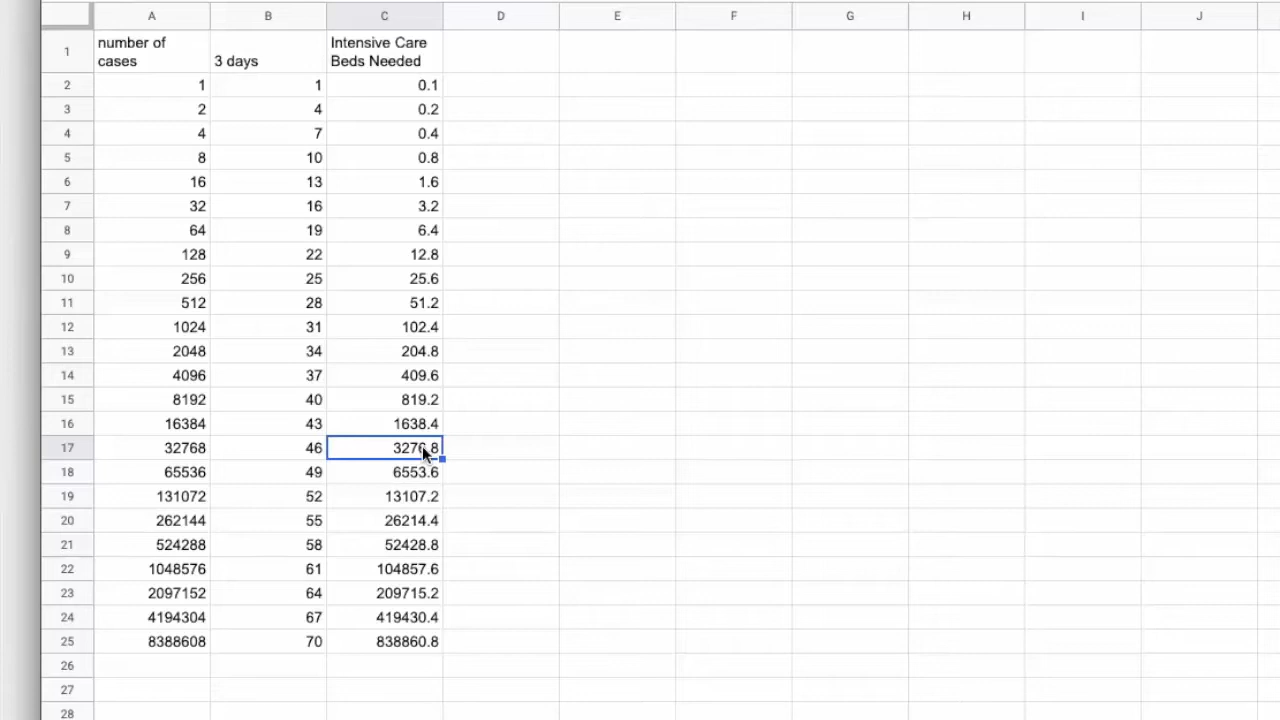 A B C D E F G H I J
number of Intensive Care
1 cases 3 days Beds Needed
2 1 1 0.1
3 2 4 0.2
4 4 7 0.4
5 8 10 0.8
6 16 13 1.6
7 32 16 3.2
8 64 19 6.4
9 128 22 12.8
10 256 25 25.6
11 512 28 51.2
12 1024 31 102.4
13 2048 34 204.8
14 4096 37 409.6
15 8192 40 819.2
16 16384 43 1638.4
17 32768 46 3276.8
18 65536 49 6553.6
19 131072 52 13107.2
20 262144 55 26214.4
21 524288 58 52428.8
22 1048576 61 104857.6
23 2097152 64 209715.2
24 4194304 67 419430.4
25 8388608 70 838860.8
26
27
28